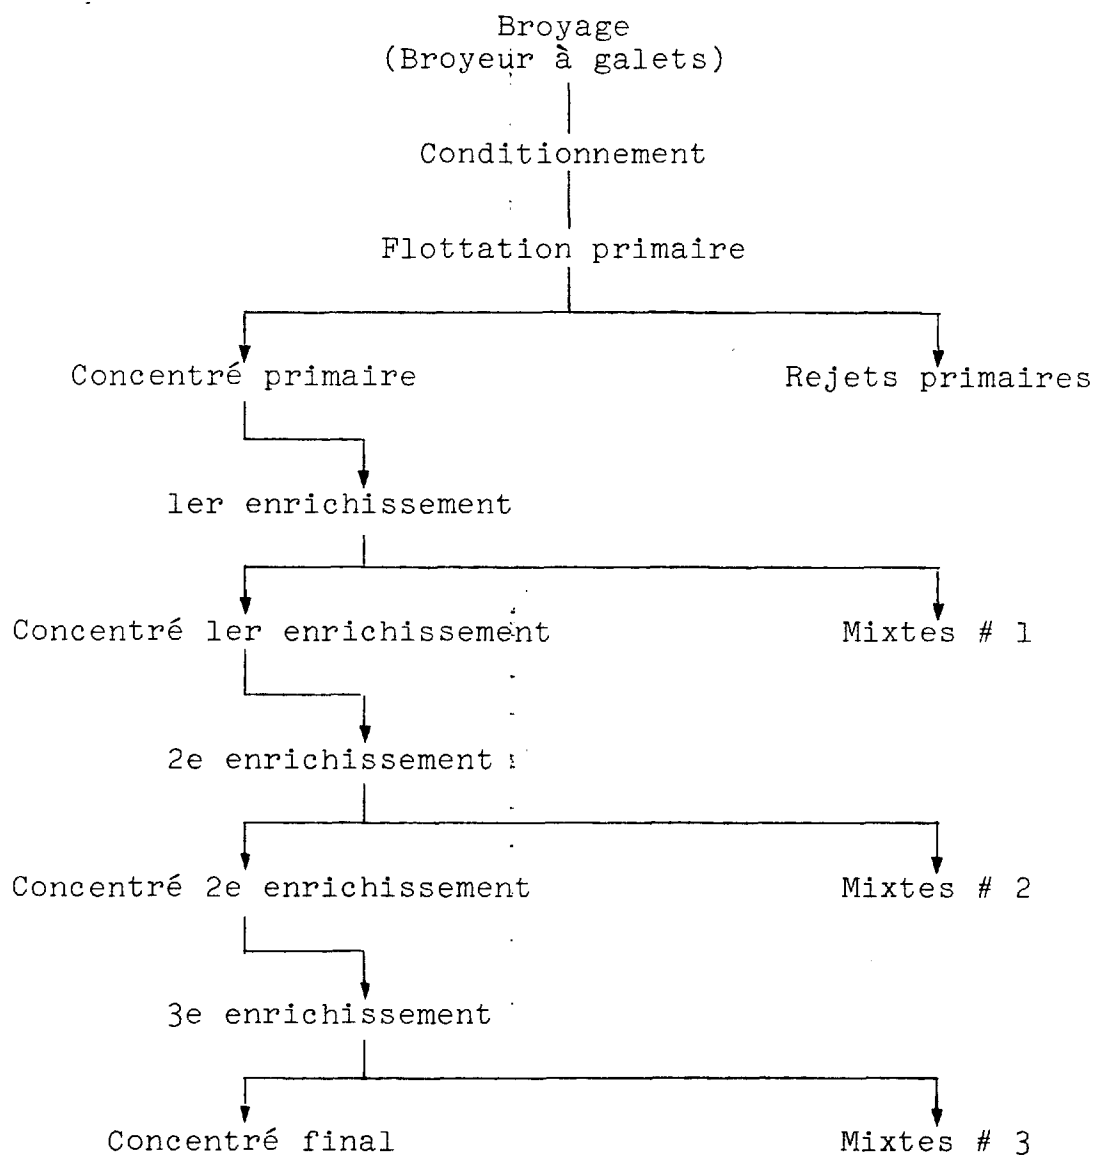 Broyage
(Broyeur à galets)
Conditionnement
Flottation primaire
Concentré primaire
Rejets primaires
1er enrichissement
Concentré 1er enrichissement
Mixtes # 1
2e enrichissement
Concentré 2e enrichissement
Mixtes # 2
3e enrichissement
Concentré final
Mixtes # 3